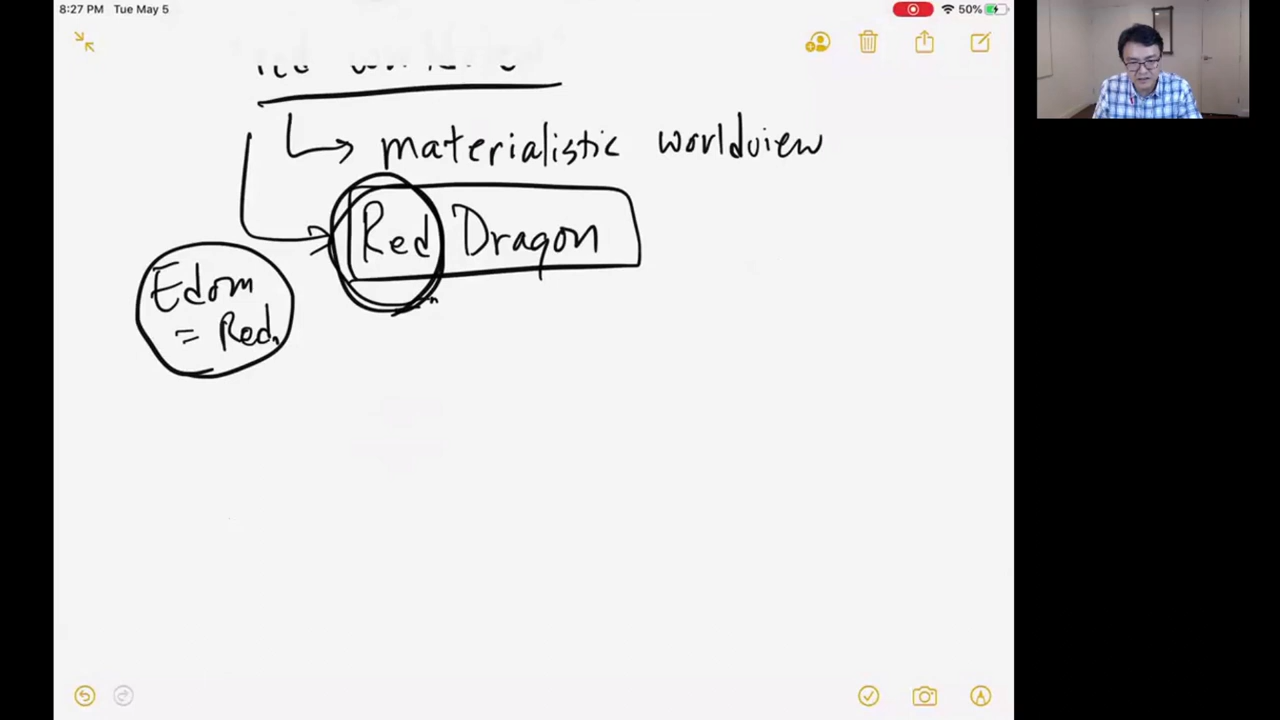 8:27 PM Tue May 5
50%
materialistic worldview
Red Dragon
Edom
= Red